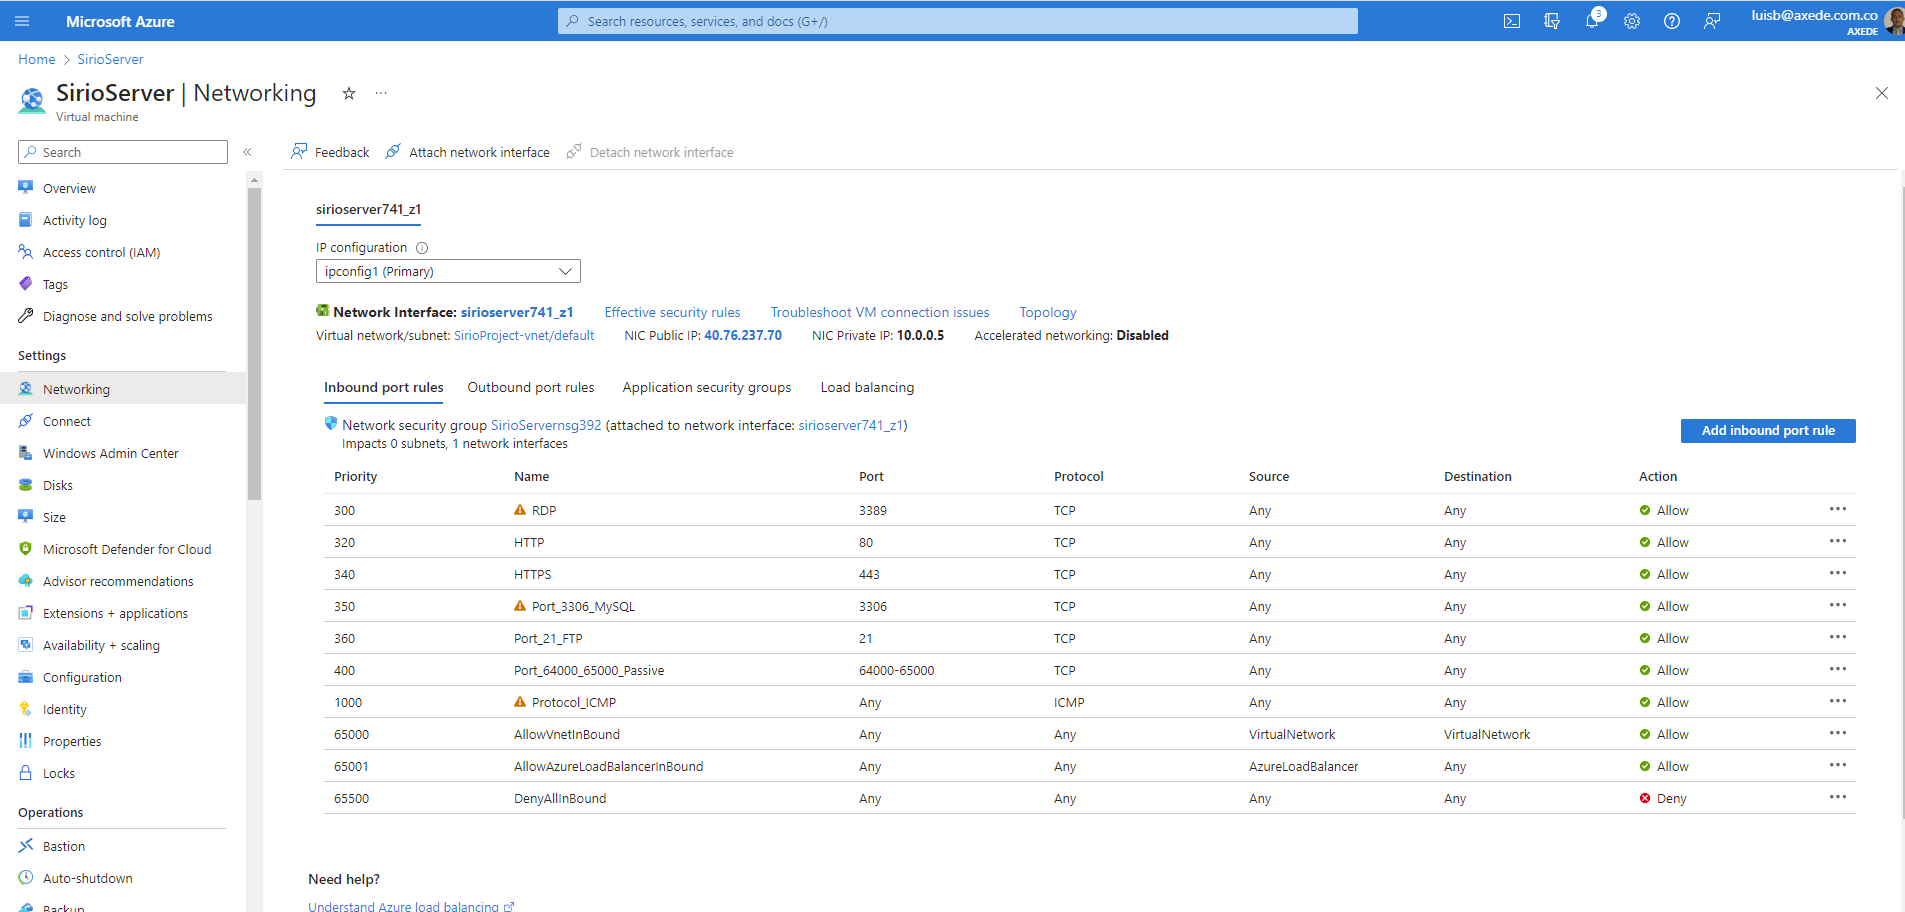 Microsoft Azure
Search resources, services, and docs (G+/)
3
luisb@axede.com.co
AXEDE
Home > SirioServer
SirioServer | Networking ☆ ...
Virtual machine
Search «
Feedback Attach network interface Detach network interface
Overview
Activity log
Access control (IAM)
Tags
Diagnose and solve problems
Settings
Networking
Connect
Windows Admin Center
Disks
Size
Microsoft Defender for Cloud
Advisor recommendations
Extensions + applications
Availability + scaling
Configuration
Identity
Properties
Locks
Operations
Bastion
Auto-shutdown
Backup
sirioserver741_z1
IP configuration
ipconfig1 (Primary)
Network Interface: sirioserver741_z1 Effective security rules Troubleshoot VM connection issues Topology
Virtual network/subnet: SirioProject-vnet/default NIC Public IP: 40.76.237.70 NIC Private IP: 10.0.0.5 Accelerated networking: Disabled
Inbound port rules Outbound port rules Application security groups Load balancing
Network security group SirioServernsg392 (attached to network interface: sirioserver741_z1)
Impacts 0 subnets, 1 network interfaces
Add inbound port rule
Priority Name Port Protocol Source Destination Action
300 RDP 3389 TCP Any Any Allow ...
320 HTTP 80 TCP Any Any Allow ...
340 HTTPS 443 TCP Any Any Allow ...
350 Port_3306_MySQL 3306 TCP Any Any Allow ...
360 Port_21_FTP 21 TCP Any Any Allow ...
400 Port_64000_65000_Passive 64000-65000 TCP Any Any Allow ...
1000 Protocol_ICMP Any ICMP Any Any Allow ...
65000 AllowVnetInBound Any Any VirtualNetwork VirtualNetwork Allow ...
65001 AllowAzureLoadBalancerInBound Any Any AzureLoadBalancer Any Allow ...
65500 DenyAllInBound Any Any Any Any Deny ...
Need help?
Understand Azure load balancing